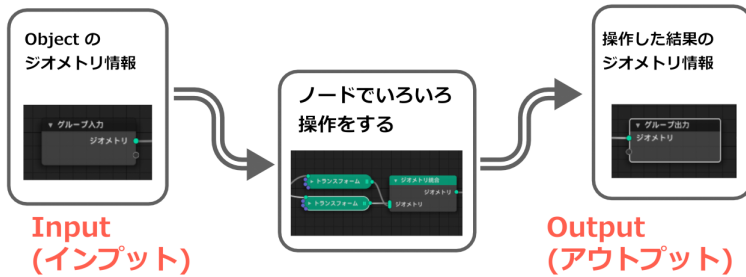 Object の
ジオメトリ情報
▼ グループ入力
ジオメトリ
Input
(インプット)
ノードでいろいろ
操作をする
トランスフォーム
トランスフォーム
ジオメトリ統合
ジオメトリ
ジオメトリ
操作した結果の
ジオメトリ情報
▼ グループ出力
ジオメトリ
Output
(アウトプット)